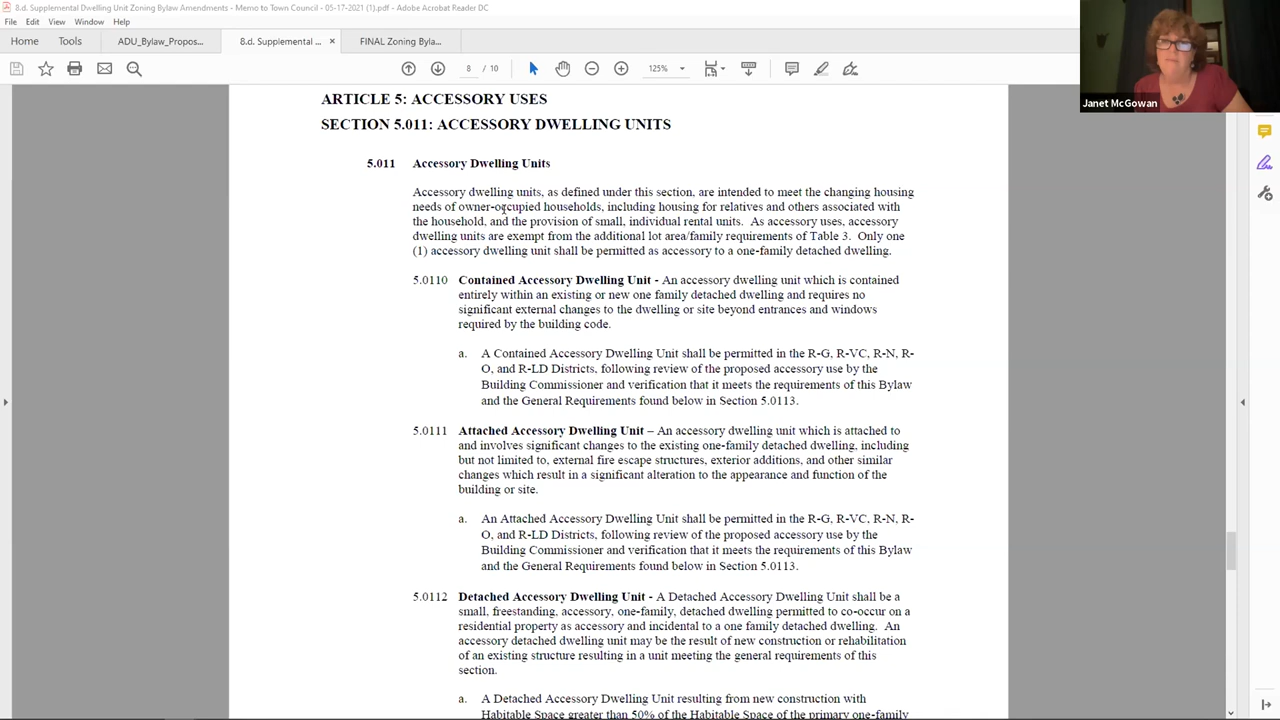 8.d. Supplemental Dwelling Unit Zoning Bylaw Amendments - Memo to Town Council - 05-17-2021 (1).pdf - Adobe Acrobat Reader DC
File Edit View Window Help
Home Tools ADU_Bylaw_Propos... 8.d. Supplemental ... × FINAL Zoning Byla...
8 / 10 125%
Janet McGowan
ARTICLE 5: ACCESSORY USES
SECTION 5.011: ACCESSORY DWELLING UNITS
5.011 Accessory Dwelling Units
Accessory dwelling units, as defined under this section, are intended to meet the changing housing
needs of owner-occupied households, including housing for relatives and others associated with
the household, and the provision of small, individual rental units. As accessory uses, accessory
dwelling units are exempt from the additional lot area/family requirements of Table 3. Only one
(1) accessory dwelling unit shall be permitted as accessory to a one-family detached dwelling.
5.0110 Contained Accessory Dwelling Unit - An accessory dwelling unit which is contained
entirely within an existing or new one family detached dwelling and requires no
significant external changes to the dwelling or site beyond entrances and windows
required by the building code.
a. A Contained Accessory Dwelling Unit shall be permitted in the R-G, R-VC, R-N, R-
O, and R-LD Districts, following review of the proposed accessory use by the
Building Commissioner and verification that it meets the requirements of this Bylaw
and the General Requirements found below in Section 5.0113.
5.0111 Attached Accessory Dwelling Unit – An accessory dwelling unit which is attached to
and involves significant changes to the existing one-family detached dwelling, including
but not limited to, external fire escape structures, exterior additions, and other similar
changes which result in a significant alteration to the appearance and function of the
building or site.
a. An Attached Accessory Dwelling Unit shall be permitted in the R-G, R-VC, R-N, R-
O, and R-LD Districts, following review of the proposed accessory use by the
Building Commissioner and verification that it meets the requirements of this Bylaw
and the General Requirements found below in Section 5.0113.
5.0112 Detached Accessory Dwelling Unit - A Detached Accessory Dwelling Unit shall be a
small, freestanding, accessory, one-family, detached dwelling permitted to co-occur on a
residential property as accessory and incidental to a one family detached dwelling. An
accessory detached dwelling unit may be the result of new construction or rehabilitation
of an existing structure resulting in a unit meeting the general requirements of this
section.
a. A Detached Accessory Dwelling Unit resulting from new construction with
Habitable Space greater than 50% of the Habitable Space of the primary one-family